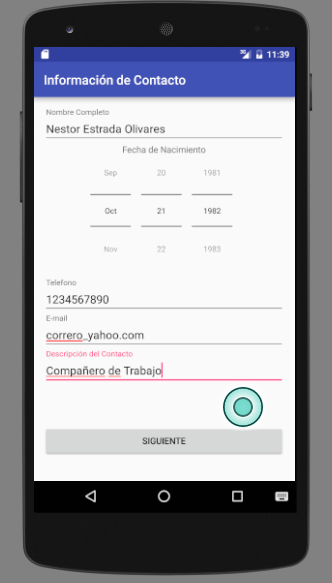 11:39
Información de Contacto
Nombre Completo
Nestor Estrada Olivares
Fecha de Nacimiento
Sep 20 1981
Oct 21 1982
Nov 22 1983
Telefono
1234567890
E-mail
correro_yahoo.com
Descripción del Contacto
Compañero de Trabajo
SIGUIENTE